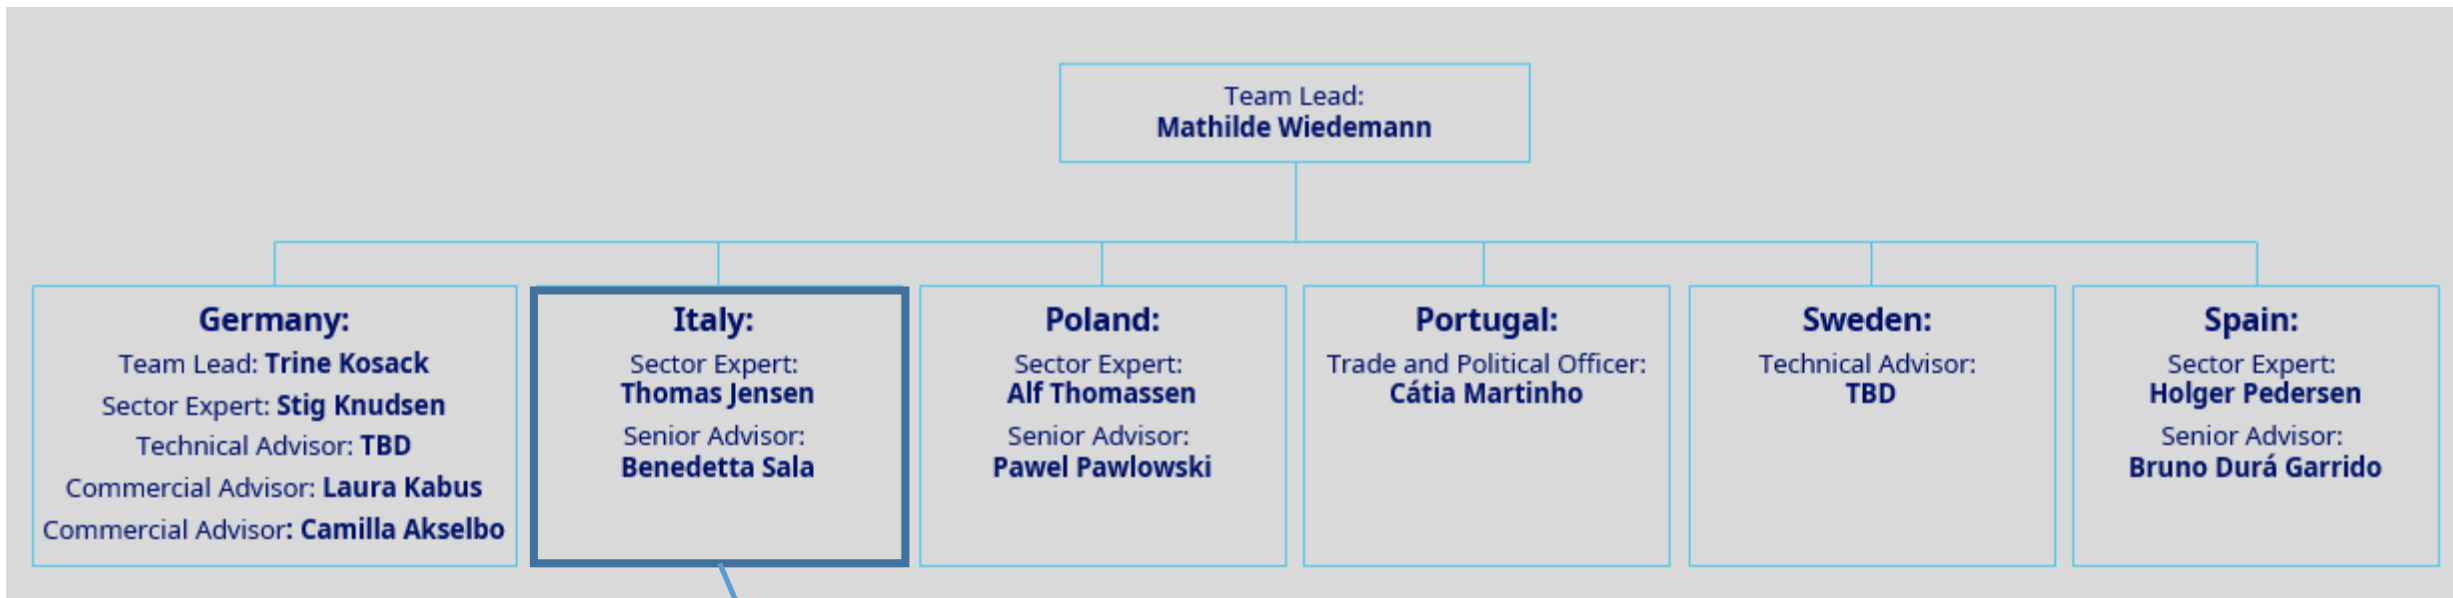 Team Lead:
Mathilde Wiedemann
Germany:
Team Lead: Trine Kosack
Sector Expert: Stig Knudsen
Technical Advisor: TBD
Commercial Advisor: Laura Kabus
Commercial Advisor: Camilla Akselbo
Italy:
Sector Expert:
Thomas Jensen
Senior Advisor:
Benedetta Sala
Poland:
Sector Expert:
Alf Thomassen
Senior Advisor:
Pawel Pawlowski
Portugal:
Trade and Political Officer:
Cátia Martinho
Sweden:
Technical Advisor:
TBD
Spain:
Sector Expert:
Holger Pedersen
Senior Advisor:
Bruno Durá Garrido